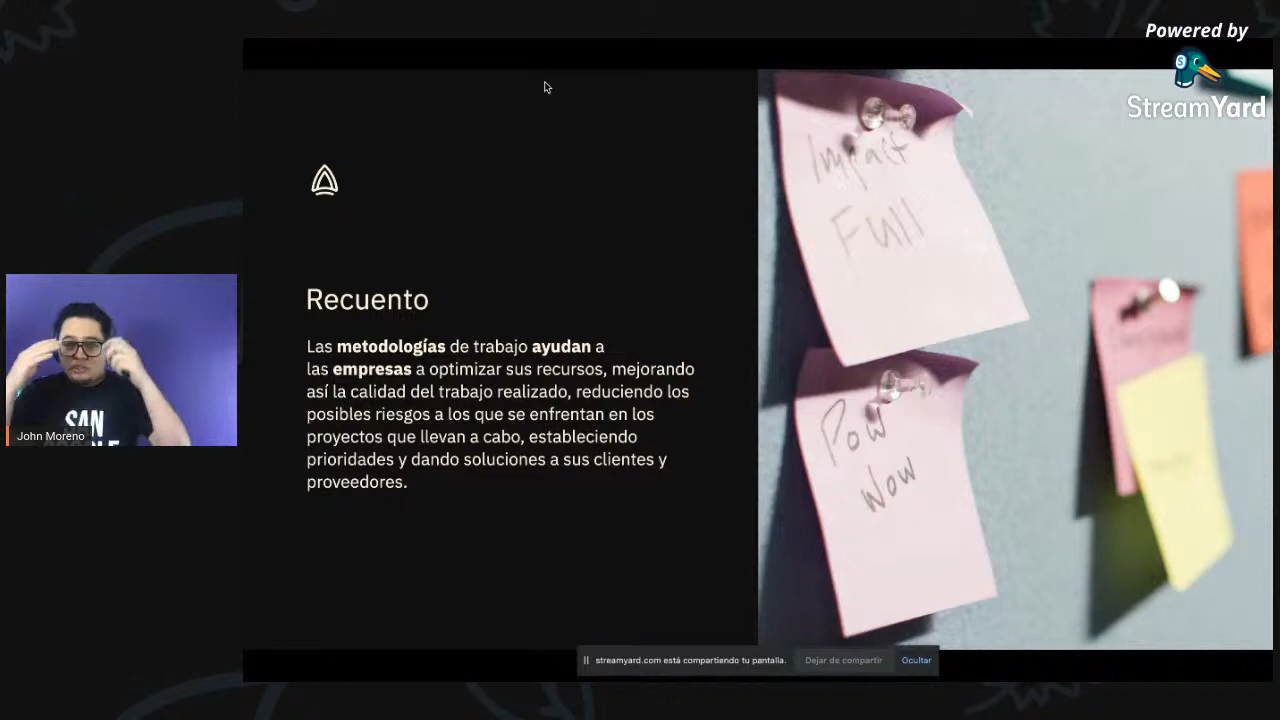 Powered by
StreamYard
Recuento
Las metodologías de trabajo ayudan a
las empresas a optimizar sus recursos, mejorando
así la calidad del trabajo realizado, reduciendo los
posibles riesgos a los que se enfrentan en los
proyectos que llevan a cabo, estableciendo
prioridades y dando soluciones a sus clientes y
proveedores.
Impact
Full
Pow
Wow
SAN
John Moreno
streamyard.com está compartiendo tu pantalla.
Dejar de compartir
Ocultar